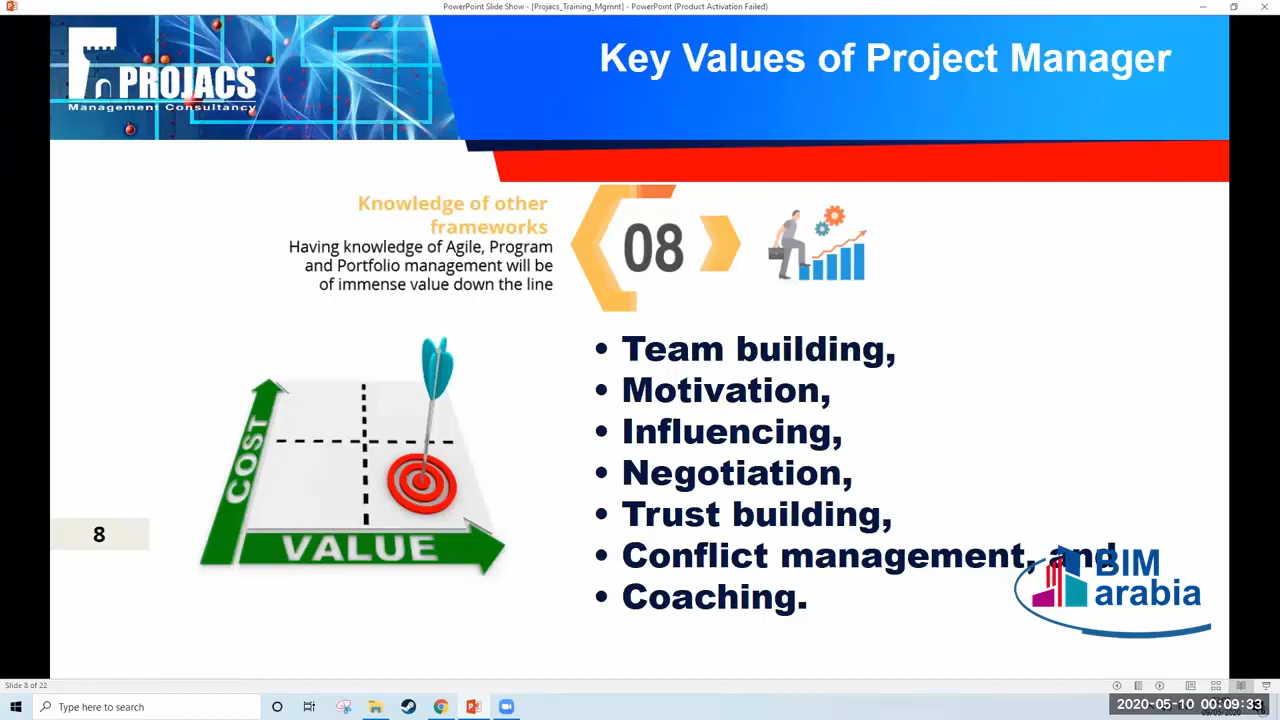 PowerPoint Slide Show - [Projacs_Training_Mgmnt] - PowerPoint (Product Activation Failed)
PROJACS
Management Consultancy
Key Values of Project Manager
Knowledge of other
frameworks
Having knowledge of Agile, Program
and Portfolio management will be
of immense value down the line
08
COST
VALUE
• Team building,
• Motivation,
• Influencing,
• Negotiation,
• Trust building,
• Conflict management, and
• Coaching.
8
BIM
arabia
Slide 8 of 22
Type here to search
2020-05-10 00:09:33